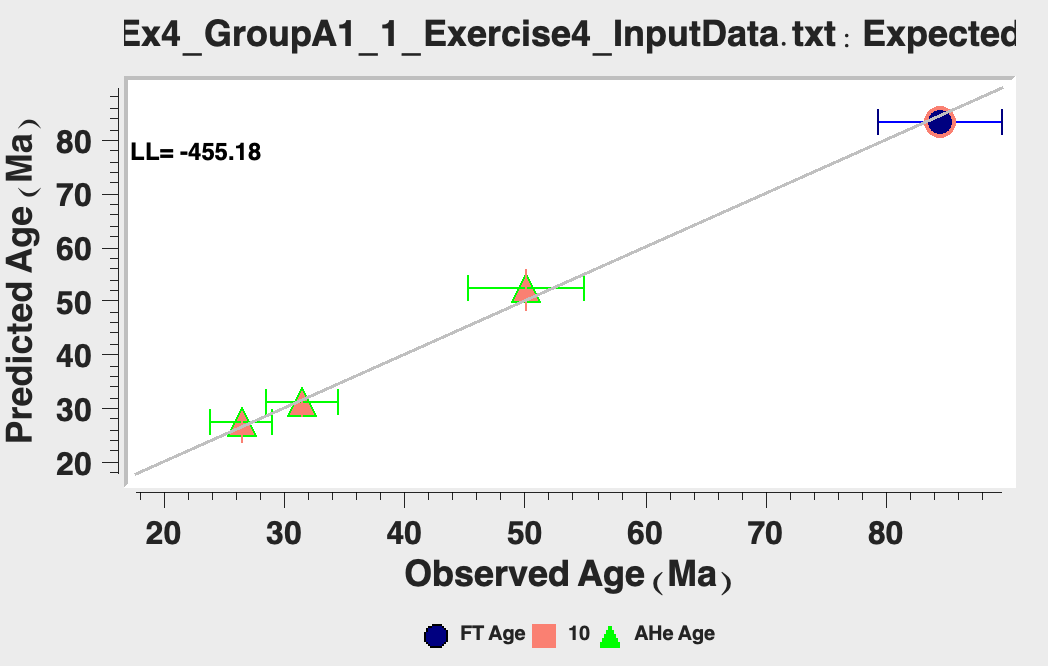 Ex4_GroupA1_1_Exercise4_InputData.txt: Expected
LL= -455.18
Predicted Age (Ma)
80
70
60
50
40
30
20
20 30 40 50 60 70 80
Observed Age (Ma)
FT Age 10 AHe Age